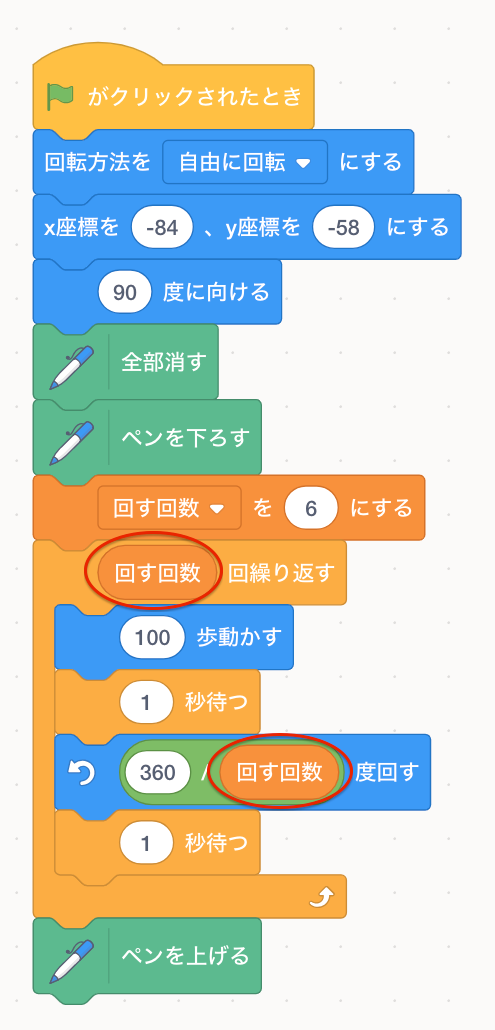 がクリックされたとき
回転方法を 自由に回転 にする
x座標を -84 、y座標を -58 にする
90 度に向ける
全部消す
ペンを下ろす
回す回数 を 6 にする
回す回数 回繰り返す
100 歩動かす
1 秒待つ
360 / 回す回数 度回す
1 秒待つ
ペンを上げる